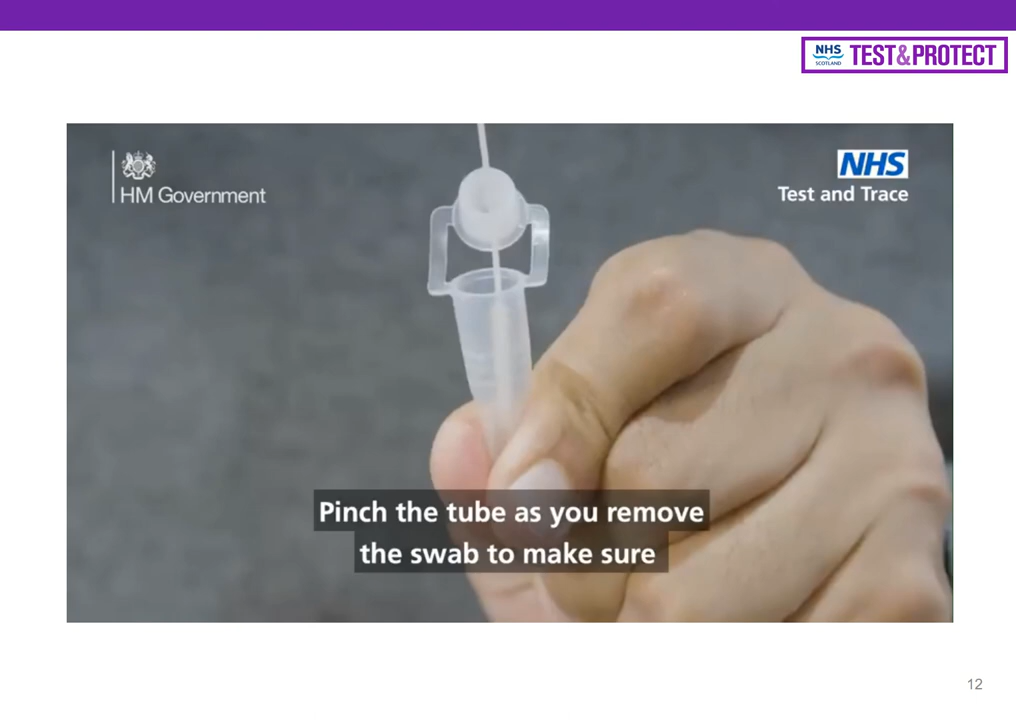 NHS
SCOTLAND
TEST&PROTECT
HM Government
NHS
Test and Trace
Pinch the tube as you remove
the swab to make sure
12